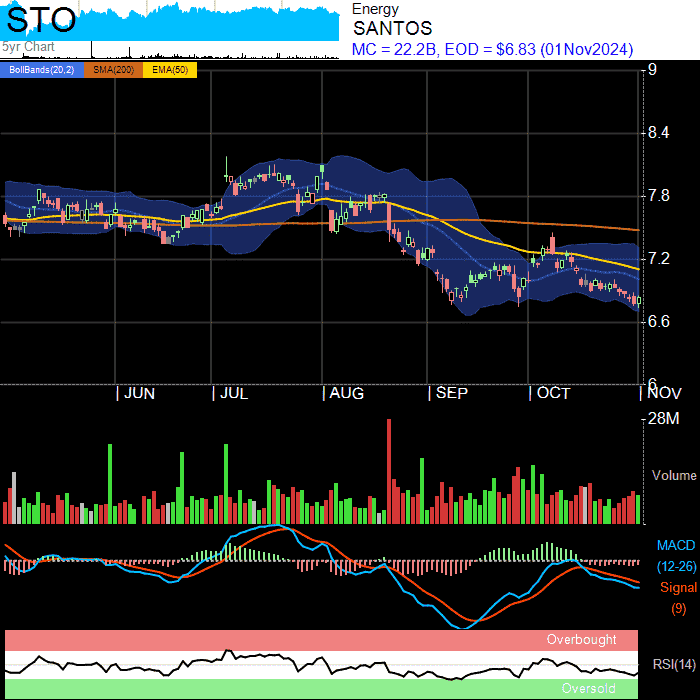 STO
5yr Chart
Energy
SANTOS
MC = 22.2B, EOD = $6.83 (01Nov2024)
BollBands(20,2) SMA(200) EMA(50)
9
8.4
7.8
7.2
6.6
6
JUN JUL AUG SEP OCT NOV
28M
Volume
MACD
(12-26)
Signal
(9)
Overbought
RSI(14)
Oversold